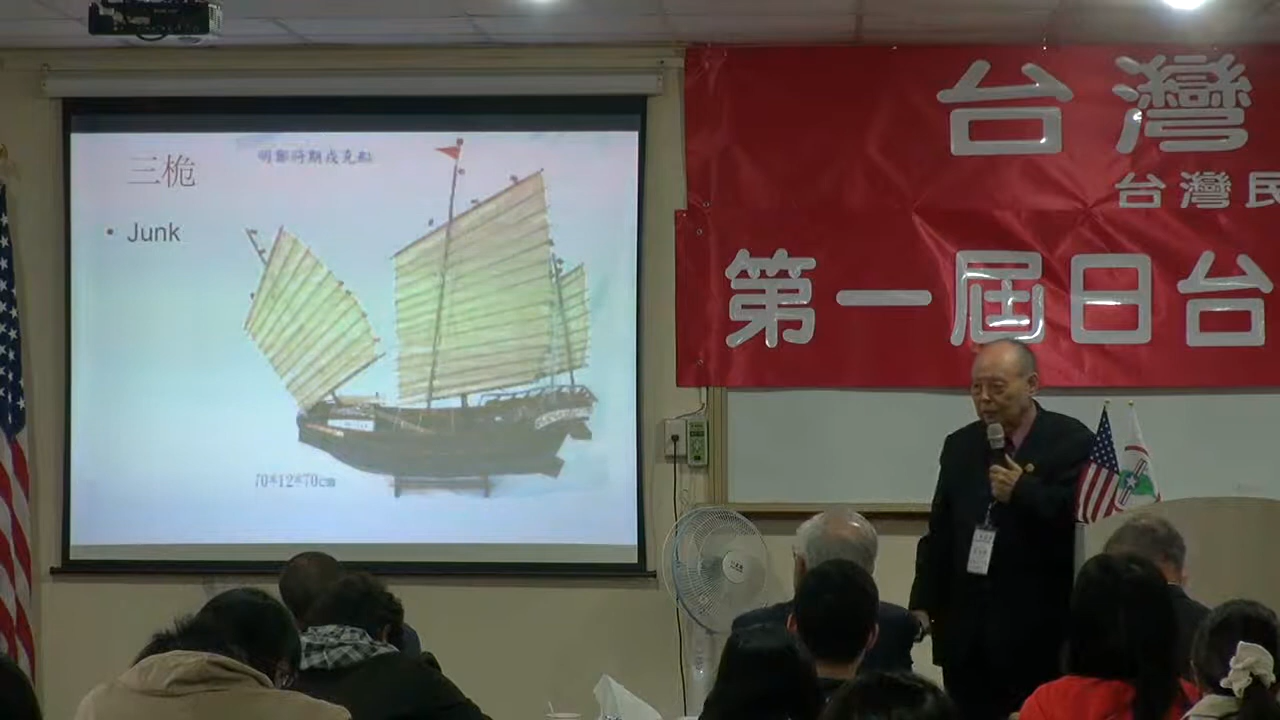 明鄭時期戎克船
三桅
• Junk
70*12*70cm
台灣
台灣民
第一屆日台